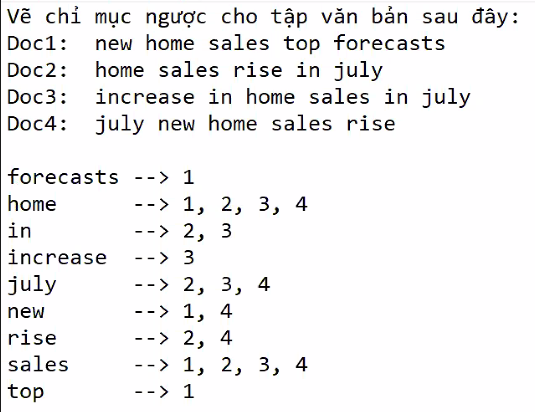 Vẽ chỉ mục ngược cho tập văn bản sau đây:
Doc1:  new home sales top forecasts
Doc2:  home sales rise in july
Doc3:  increase in home sales in july
Doc4:  july new home sales rise
forecasts --> 1
home      --> 1, 2, 3, 4
in        --> 2, 3
increase  --> 3
july      --> 2, 3, 4
new       --> 1, 4
rise      --> 2, 4
sales     --> 1, 2, 3, 4
top       --> 1